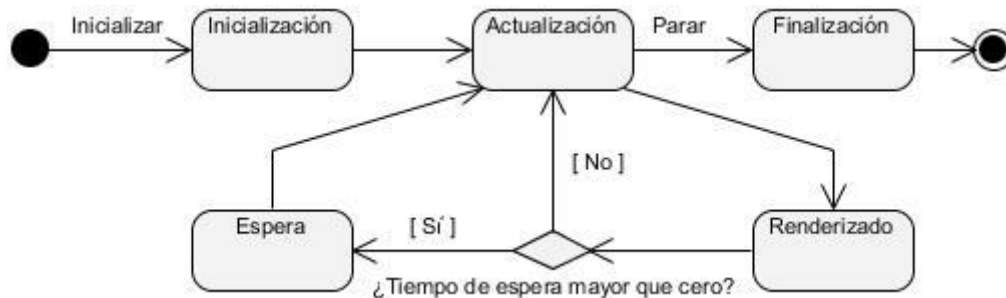 Inicializar
Inicialización
Actualización
Parar
Finalización
[ No ]
Espera
[ Sí ]
Renderizado
¿Tiempo de espera mayor que cero?